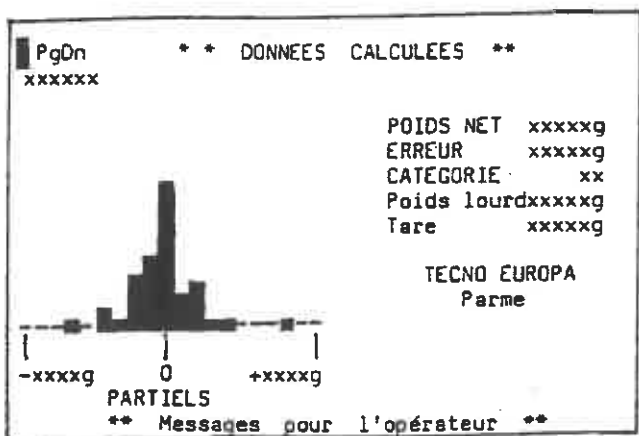 PgDn * * DONNEES CALCULEES **
xxxxxx
POIDS NET xxxxxg
ERREUR xxxxxg
CATEGORIE xx
Poids lourdxxxxxg
Tare xxxxxg
TECNO EUROPA
Parme
-xxxxg 0 +xxxxg
PARTIELS
** Messages pour l'opérateur **